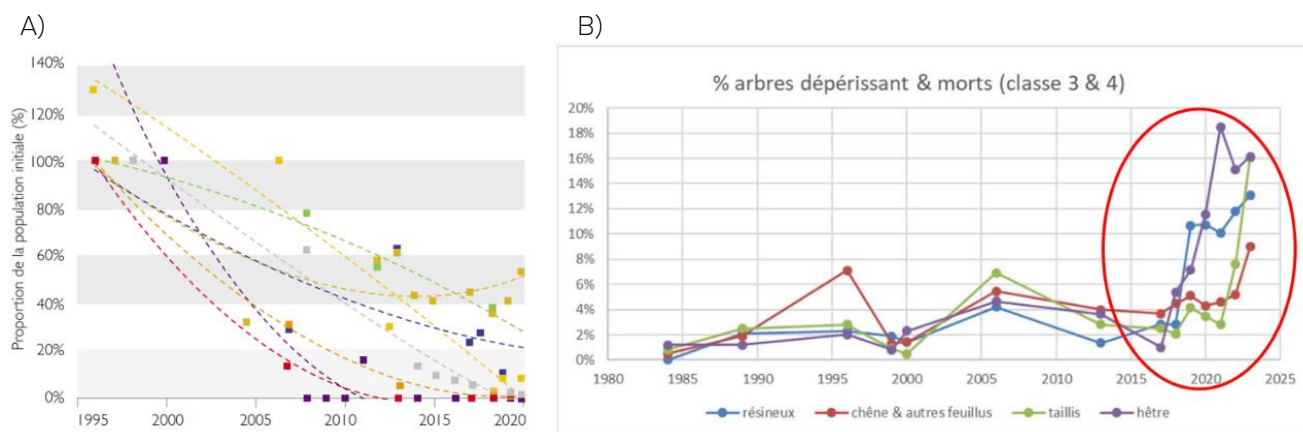 A)
Proportion de la population initiale (%)
140%
120%
100%
80%
60%
40%
20%
0%
1995 2000 2005 2010 2015 2020
B)
% arbres dépérissant & morts (classe 3 & 4)
20%
18%
16%
14%
12%
10%
8%
6%
4%
2%
0%
1980 1985 1990 1995 2000 2005 2010 2015 2020 2025
résineux chêne & autres feuillus taillis hêtre